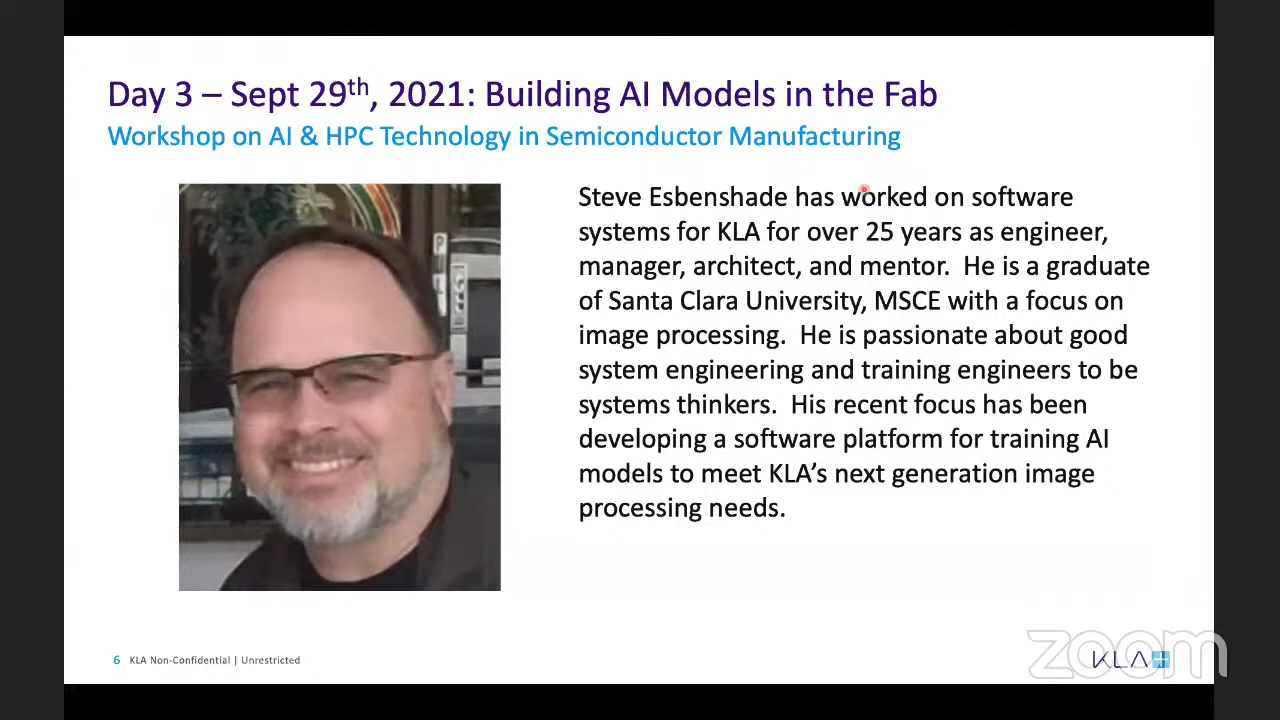 Day 3 – Sept 29th, 2021: Building AI Models in the Fab
Workshop on AI & HPC Technology in Semiconductor Manufacturing
Steve Esbenshade has worked on software
systems for KLA for over 25 years as engineer,
manager, architect, and mentor.  He is a graduate
of Santa Clara University, MSCE with a focus on
image processing.  He is passionate about good
system engineering and training engineers to be
systems thinkers.  His recent focus has been
developing a software platform for training AI
models to meet KLA’s next generation image
processing needs.
6 KLA Non-Confidential | Unrestricted
zoom
KLA+